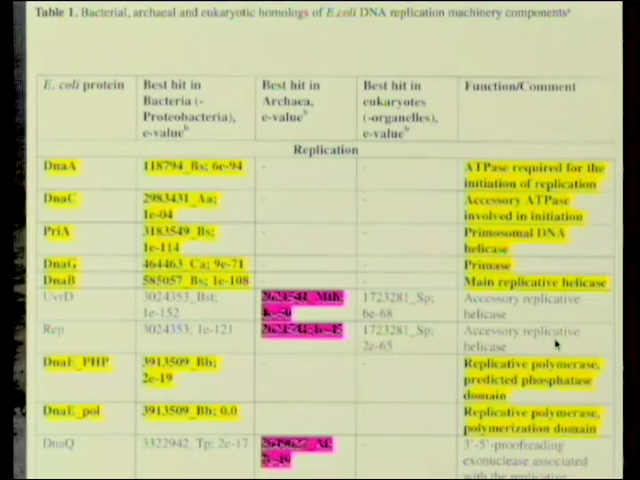 Table 1. Bacterial, archaeal and eukaryotic homologs of E.coli DNA replication machinery components
E. coli protein
Best hit in
Bacteria (-
Proteobacteria),
e-value b
Best hit in
Archaea,
e-value b
Best hit in
eukaryotes
(-organelles),
e-value b
Function/Comment
Replication
DnaA
118794_Bs; 6e-94
-
-
ATPase required for the
initiation of replication
DnaC
2983431_Aa;
1e-04
-
-
Accessory ATPase
involved in initiation
PriA
3183549_Bs;
1e-114
-
-
Primosomal DNA
helicase
DnaG
464463_Ca; 9e-71
-
-
Primase
DnaB
585057_Bs; 1e-108
-
-
Main replicative helicase
UvrD
3024353_Bst;
1e-152
1723281_Sp;
6e-68
Accessory replicative
helicase
Rep
3024353; 1e-121
1723281_Sp;
2e-65
Accessory replicative
helicase
DnaE_PHP
3913509_Bh;
2e-19
-
-
Replicative polymerase,
predicted phosphatase
domain
DnaE_pol
3913509_Bh; 0.0
-
-
Replicative polymerase,
polymerization domain
DnaQ
3322942_Tp; 2e-17
-
3'-5'-proofreading
exonuclease associated
with the replicative